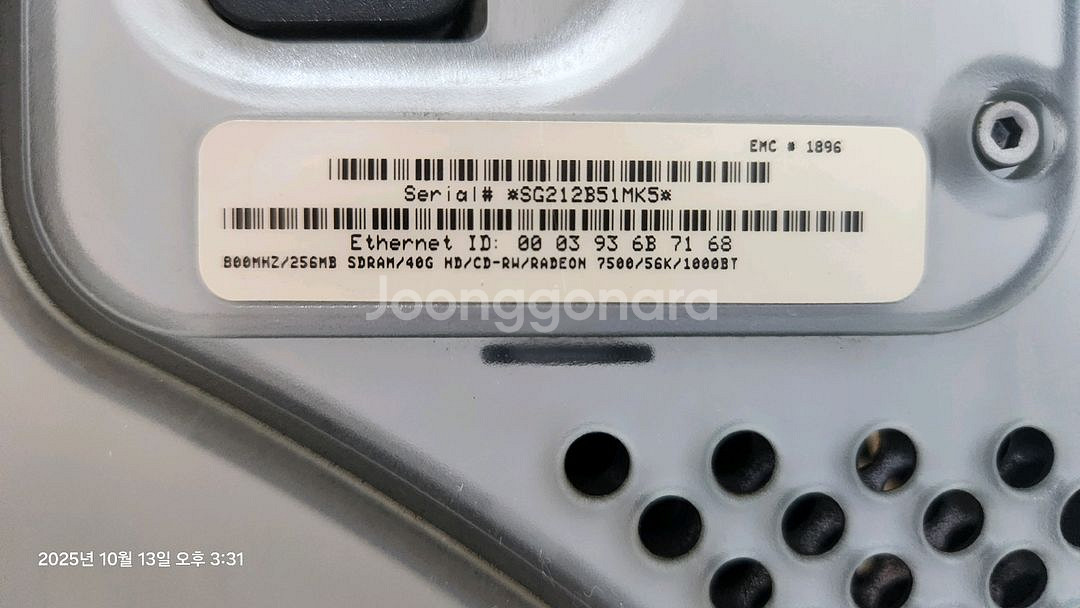 EMC # 1896
Serial# *SG212B51MK5*
Ethernet ID: 00 03 93 6B 71 68
800MHZ/256MB SDRAM/40G HD/CD-RW/RADEON 7500/56K/1000BT
Joonggonara
2025년 10월 13일 오후 3:31